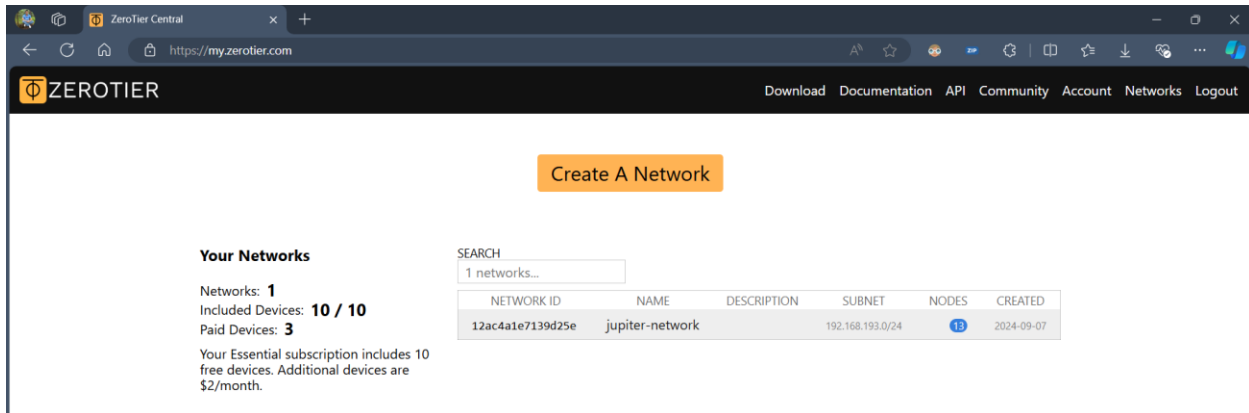 ZeroTier Central
https://my.zerotier.com
ZEROTIER
Download Documentation API Community Account Networks Logout
Create A Network
Your Networks
Networks: 1
Included Devices: 10 / 10
Paid Devices: 3
Your Essential subscription includes 10
free devices. Additional devices are
$2/month.
SEARCH
1 networks...
NETWORK ID NAME DESCRIPTION SUBNET NODES CREATED
12ac4a1e7139d25e jupiter-network 192.168.193.0/24 13 2024-09-07